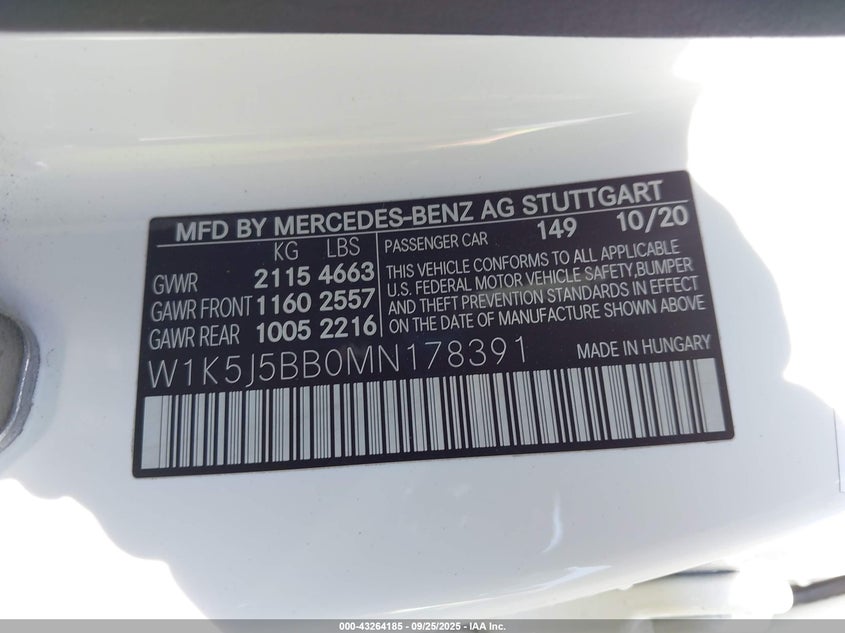 MFD BY MERCEDES-BENZ AG STUTTGART
KG LBS
GVWR 2115 4663
GAWR FRONT 1160 2557
GAWR REAR 1005 2216
PASSENGER CAR 149 10/20
THIS VEHICLE CONFORMS TO ALL APPLICABLE
U.S. FEDERAL MOTOR VEHICLE SAFETY,BUMPER
AND THEFT PREVENTION STANDARDS IN EFFECT
ON THE DATE OF MANUFACTURE SHOWN ABOVE
W1K5J5BB0MN178391
MADE IN HUNGARY
000-43264185 - 09/25/2025 - IAA Inc.